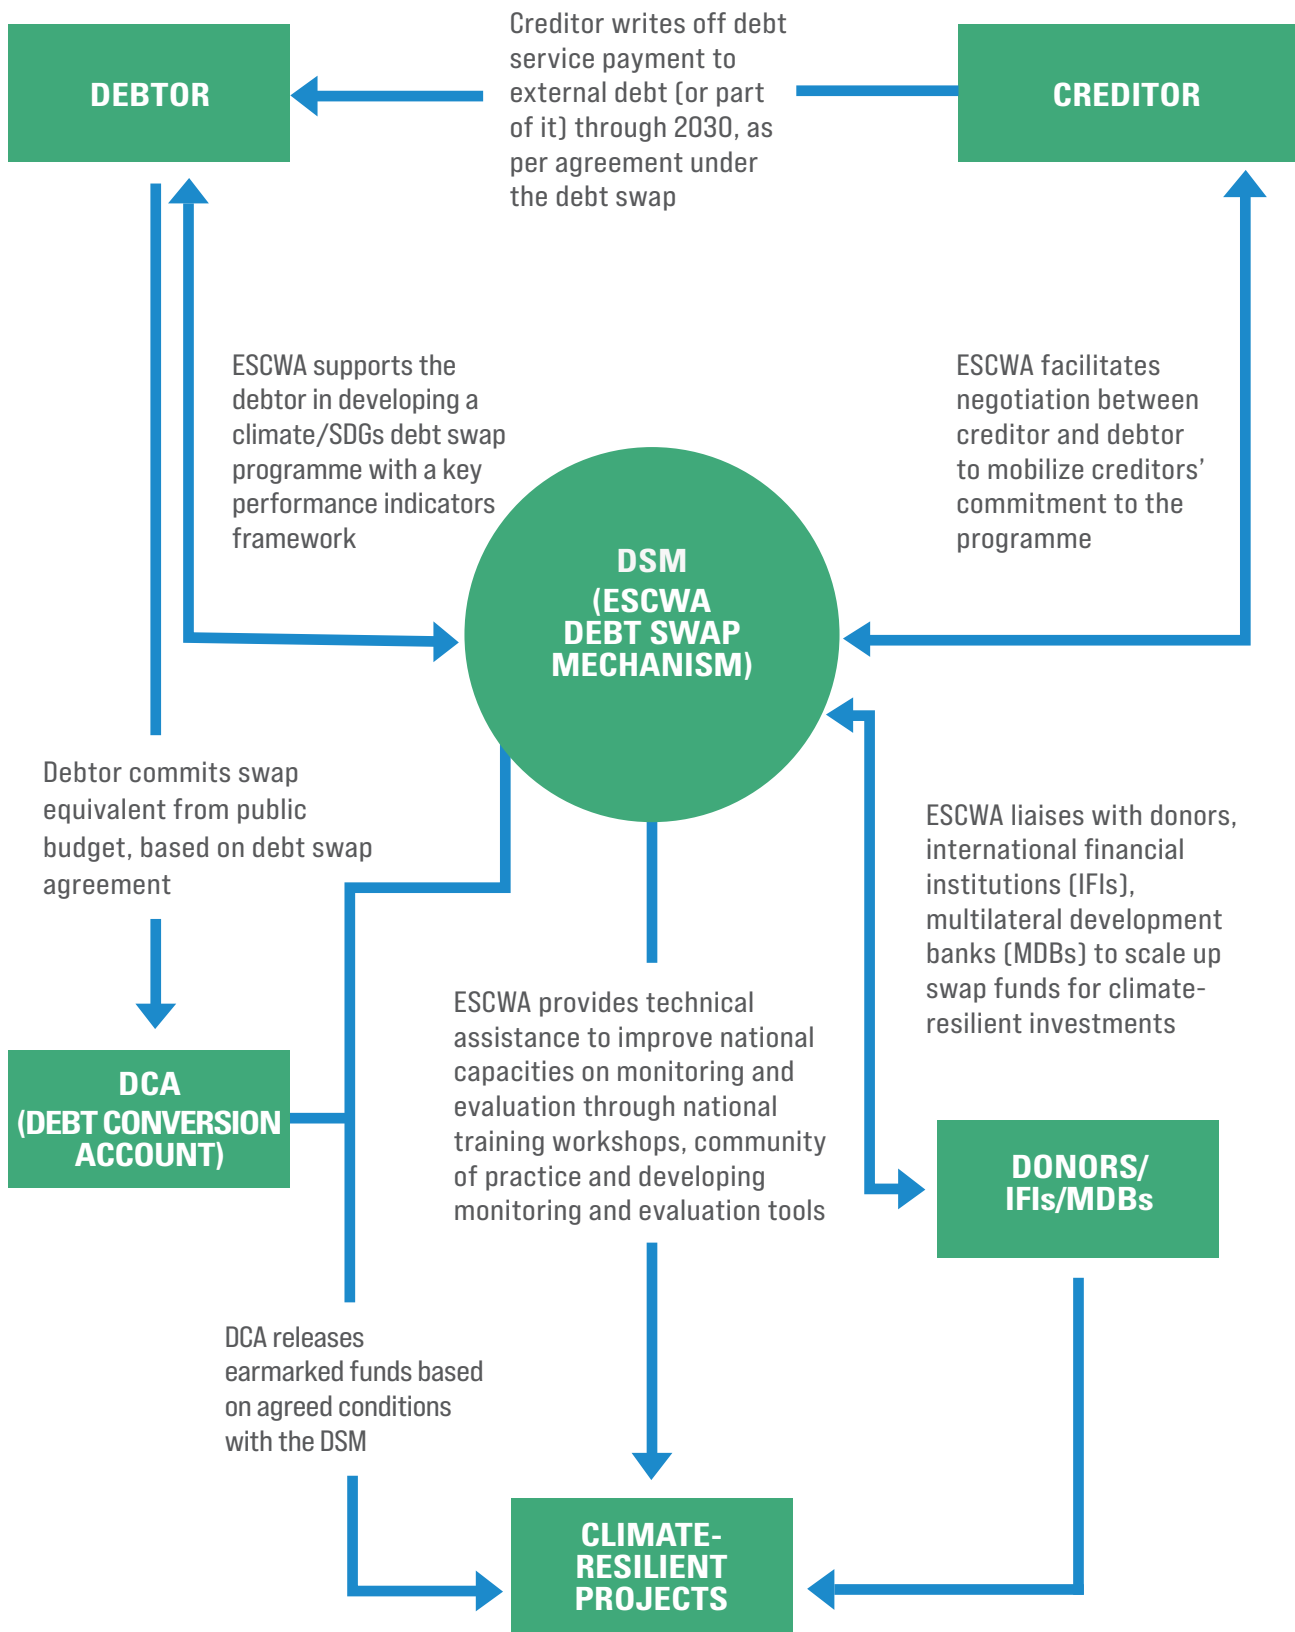 DEBTOR
Creditor writes off debt
service payment to
external debt (or part
of it) through 2030, as
per agreement under
the debt swap
CREDITOR
ESCWA supports the
debtor in developing a
climate/SDGs debt swap
programme with a key
performance indicators
framework
ESCWA facilitates
negotiation between
creditor and debtor
to mobilize creditors’
commitment to the
programme
DSM
(ESCWA
DEBT SWAP
MECHANISM)
Debtor commits swap
equivalent from public
budget, based on debt swap
agreement
ESCWA liaises with donors,
international financial
institutions (IFIs),
multilateral development
banks (MDBs) to scale up
swap funds for climate-
resilient investments
DCA
(DEBT CONVERSION
ACCOUNT)
ESCWA provides technical
assistance to improve national
capacities on monitoring and
evaluation through national
training workshops, community
of practice and developing
monitoring and evaluation tools
DONORS/
IFIs/MDBs
DCA releases
earmarked funds based
on agreed conditions
with the DSM
CLIMATE-
RESILIENT
PROJECTS